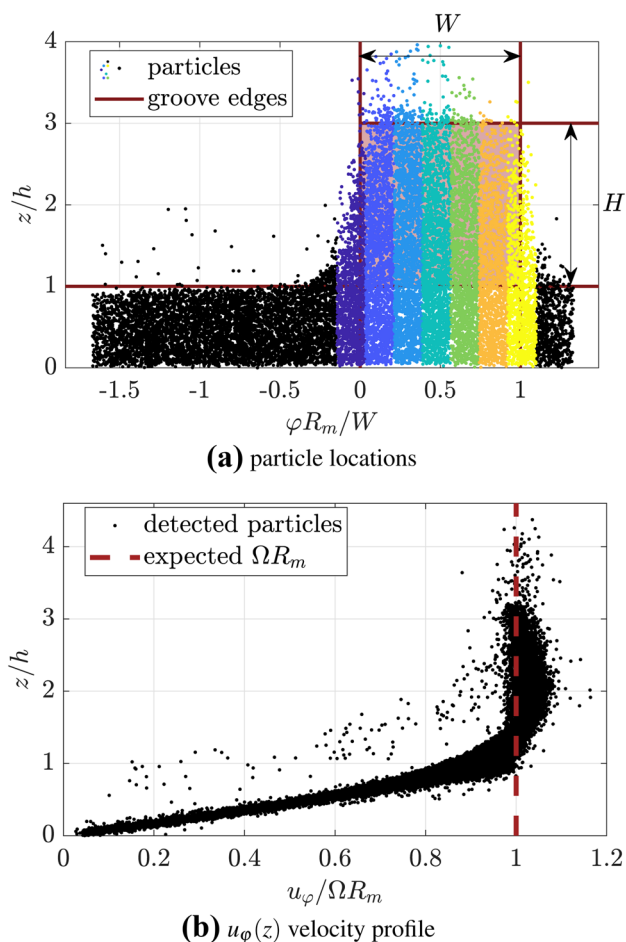 W
4
particles
groove edges
3
z/h
2
H
1
0
-1.5 -1 -0.5 0 0.5 1
φR_m/W
(a) particle locations
detected particles
expected ΩR_m
4
3
z/h
2
1
0
0 0.2 0.4 0.6 0.8 1 1.2
u_φ/ΩR_m
(b) u_φ(z) velocity profile